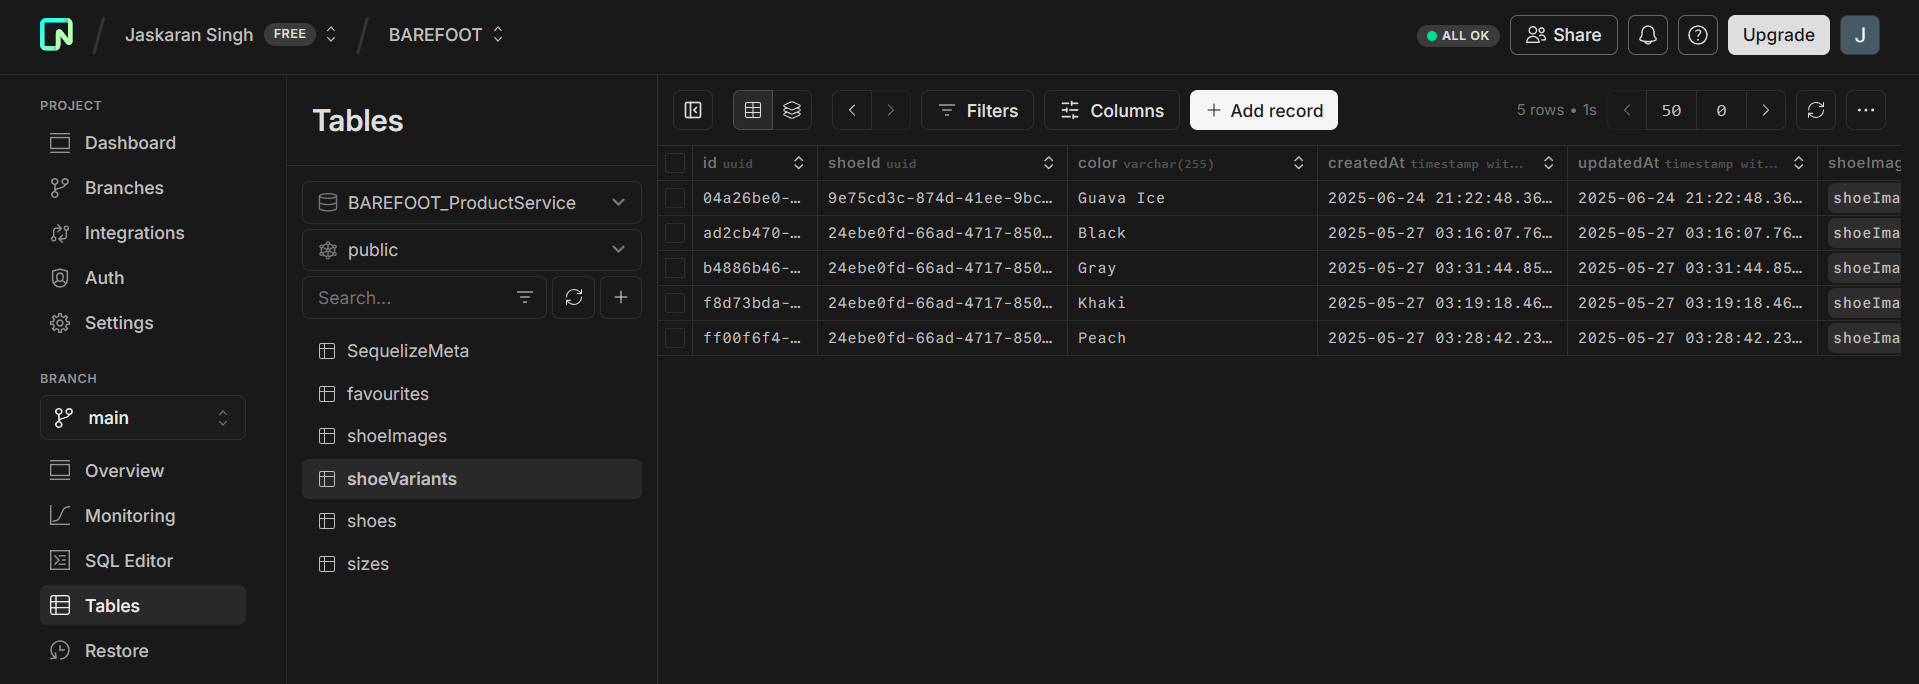 Jaskaran Singh FREE BAREFOOT ALL OK Share Upgrade J
PROJECT
Dashboard
Branches
Integrations
Auth
Settings
BRANCH
main
Overview
Monitoring
SQL Editor
Tables
Restore
Tables
BAREFOOT_ProductService
public
Search...
SequelizeMeta
favourites
shoeImages
shoeVariants
shoes
sizes
Filters Columns Add record 5 rows • 1s 50 0
id uuid shoeId uuid color varchar(255) createdAt timestamp wit... updatedAt timestamp wit... shoeImag
04a26be0-… 9e75cd3c-874d-41ee-9bc… Guava Ice 2025-06-24 21:22:48.36… 2025-06-24 21:22:48.36… shoeIma
ad2cb470-… 24ebe0fd-66ad-4717-850… Black 2025-05-27 03:16:07.76… 2025-05-27 03:16:07.76… shoeIma
b4886b46-… 24ebe0fd-66ad-4717-850… Gray 2025-05-27 03:31:44.85… 2025-05-27 03:31:44.85… shoeIma
f8d73bda-… 24ebe0fd-66ad-4717-850… Khaki 2025-05-27 03:19:18.46… 2025-05-27 03:19:18.46… shoeIma
ff00f6f4-… 24ebe0fd-66ad-4717-850… Peach 2025-05-27 03:28:42.23… 2025-05-27 03:28:42.23… shoeIma